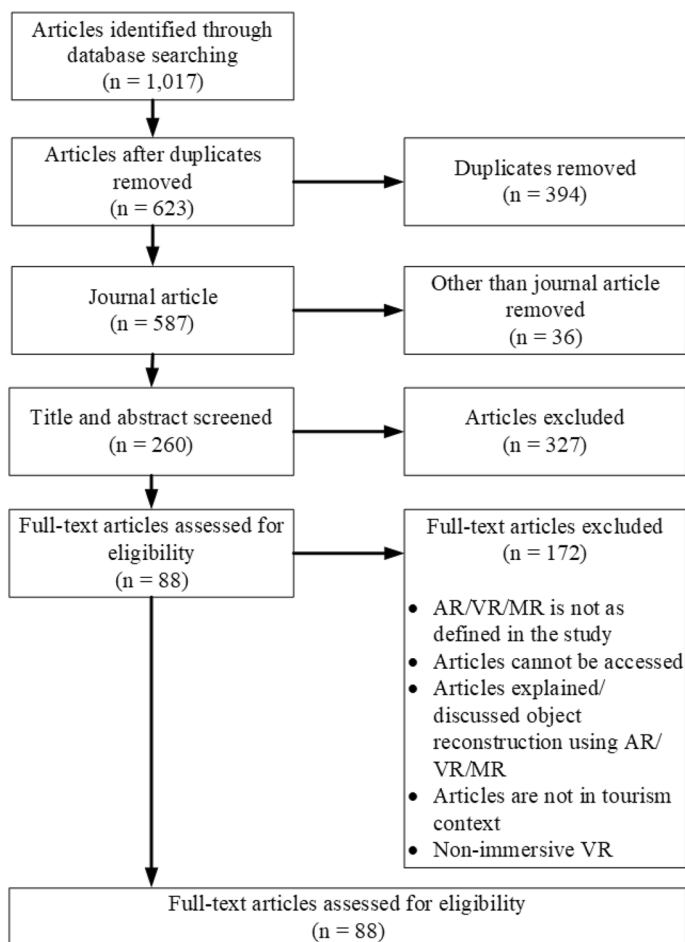 Articles identified through
database searching
(n = 1,017)
Articles after duplicates
removed
(n = 623)
Duplicates removed
(n = 394)
Journal article
(n = 587)
Other than journal article
removed
(n = 36)
Title and abstract screened
(n = 260)
Articles excluded
(n = 327)
Full-text articles assessed for
eligibility
(n = 88)
Full-text articles excluded
(n = 172)
• AR/VR/MR is not as
defined in the study
• Articles cannot be accessed
• Articles explained/
discussed object
reconstruction using AR/
VR/MR
• Articles are not in tourism
context
• Non-immersive VR
Full-text articles assessed for eligibility
(n = 88)